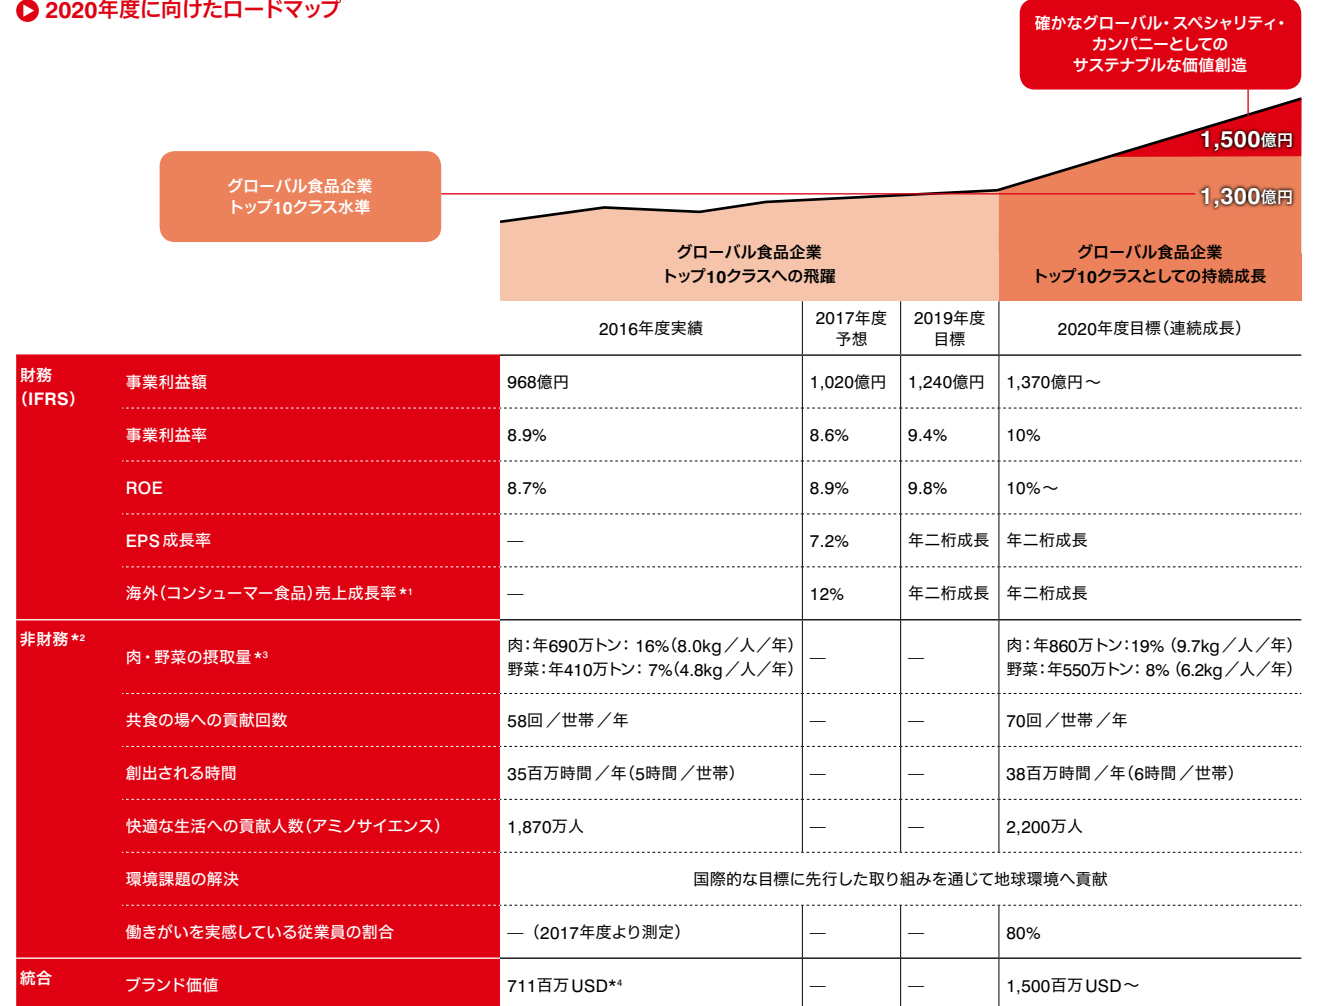 2020年度に向けたロードマップ
確かなグローバル・スペシャリティ・
カンパニーとしての
サステナブルな価値創造
1,500億円
グローバル食品企業
トップ10クラス水準
1,300億円
グローバル食品企業
トップ10クラスへの飛躍
グローバル食品企業
トップ10クラスとしての持続成長
2016年度実績 2017年度予想 2019年度目標 2020年度目標（連続成長）
財務（IFRS）
事業利益額 968億円 1,020億円 1,240億円 1,370億円〜
事業利益率 8.9% 8.6% 9.4% 10%
ROE 8.7% 8.9% 9.8% 10%〜
EPS成長率 — 7.2% 年二桁成長 年二桁成長
海外（コンシューマー食品）売上成長率*1 — 12% 年二桁成長 年二桁成長
非財務*2
肉・野菜の摂取量*3 肉：年690万トン： 16%（8.0kg／人／年） — — 肉：年860万トン：19%（9.7kg／人／年）
野菜：年410万トン： 7%（4.8kg／人／年） 野菜：年550万トン： 8%（6.2kg／人／年）
共食の場への貢献回数 58回／世帯／年 — — 70回／世帯／年
創出される時間 35百万時間／年（5時間／世帯） — — 38百万時間／年（6時間／世帯）
快適な生活への貢献人数（アミノサイエンス） 1,870万人 — — 2,200万人
環境課題の解決 国際的な目標に先行した取り組みを通じて地球環境へ貢献
働きがいを実感している従業員の割合 —（2017年度より測定） — — 80%
統合
ブランド価値 711百万USD*4 — — 1,500百万USD〜